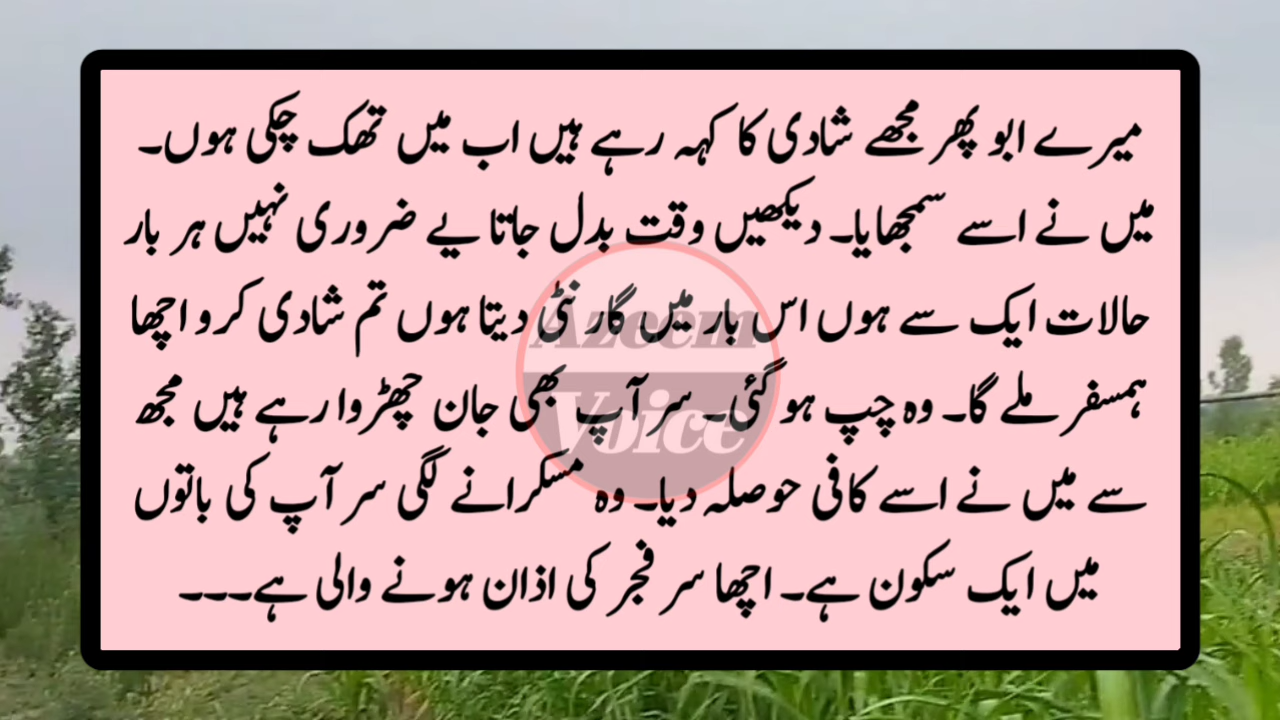 میرے ابو پھر مجھے شادی کا کہہ رہے ہیں اب میں تھک چکی ہوں۔
میں نے اسے سمجھایا۔ دیکھیں وقت بدل جاتا ہے ضروری نہیں ہر بار
حالات ایک سے ہوں اس بار میں گارنٹی دیتا ہوں تم شادی کرو اچھا
ہمسفر ملے گا۔ وہ چپ ہو گئی۔ سر آپ بھی جان چھڑوا رہے ہیں مجھ
سے میں نے اسے کافی حوصلہ دیا۔ وہ مسکرانے لگی سر آپ کی باتوں
میں ایک سکون ہے۔ اچھا سر فجر کی اذان ہونے والی ہے۔۔۔
Azeem
Voice